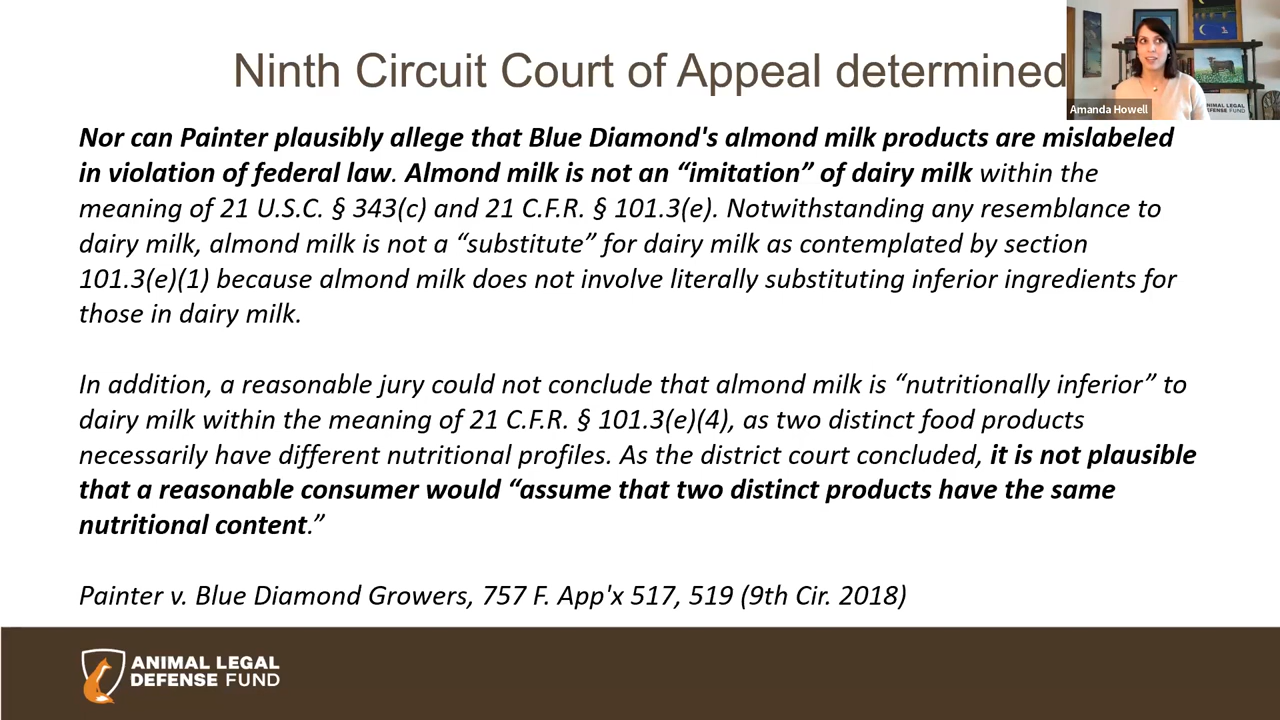 Ninth Circuit Court of Appeal determined
Amanda Howell
ANIMAL LEGAL
DEFENSE FUND
Nor can Painter plausibly allege that Blue Diamond's almond milk products are mislabeled
in violation of federal law. Almond milk is not an “imitation” of dairy milk within the
meaning of 21 U.S.C. § 343(c) and 21 C.F.R. § 101.3(e). Notwithstanding any resemblance to
dairy milk, almond milk is not a “substitute” for dairy milk as contemplated by section
101.3(e)(1) because almond milk does not involve literally substituting inferior ingredients for
those in dairy milk.
In addition, a reasonable jury could not conclude that almond milk is “nutritionally inferior” to
dairy milk within the meaning of 21 C.F.R. § 101.3(e)(4), as two distinct food products
necessarily have different nutritional profiles. As the district court concluded, it is not plausible
that a reasonable consumer would “assume that two distinct products have the same
nutritional content.”
Painter v. Blue Diamond Growers, 757 F. App'x 517, 519 (9th Cir. 2018)
ANIMAL LEGAL
DEFENSE FUND